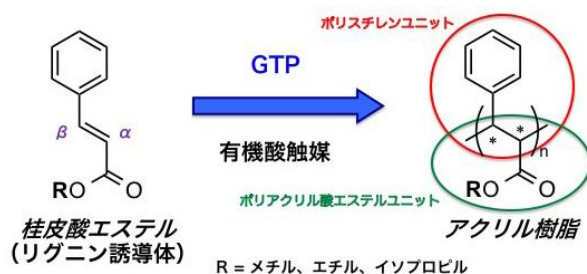 ポリスチレンユニット
GTP
β
α
有機酸触媒
*
*
n
RO
O
RO
O
ポリアクリル酸エステルユニット
桂皮酸エステル
(リグニン誘導体)
アクリル樹脂
R = メチル、エチル、イソプロピル